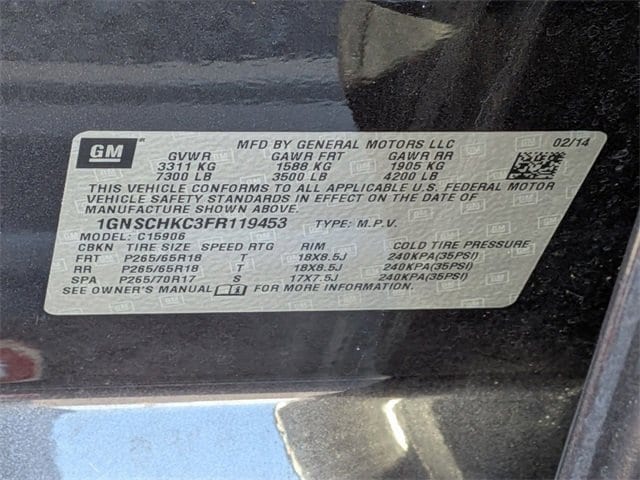 GM MFD BY GENERAL MOTORS LLC 02/14
GVWR GAWR FRT GAWR RR
3311 KG 1588 KG 1905 KG
7300 LB 3500 LB 4200 LB
THIS VEHICLE CONFORMS TO ALL APPLICABLE U.S. FEDERAL MOTOR
VEHICLE SAFETY STANDARDS IN EFFECT ON THE DATE OF
MANUFACTURE SHOWN ABOVE.
1GNSCHKC3FR119453 TYPE: M.P.V.
MODEL: C15906
CBKN TIRE SIZE SPEED RTG RIM COLD TIRE PRESSURE
FRT P265/65R18 T 18X8.5J 240KPA(35PSI)
RR P265/65R18 T 18X8.5J 240KPA(35PSI)
SPA P265/70R17 S 17X7.5J 240KPA(35PSI)
SEE OWNER'S MANUAL FOR MORE INFORMATION.